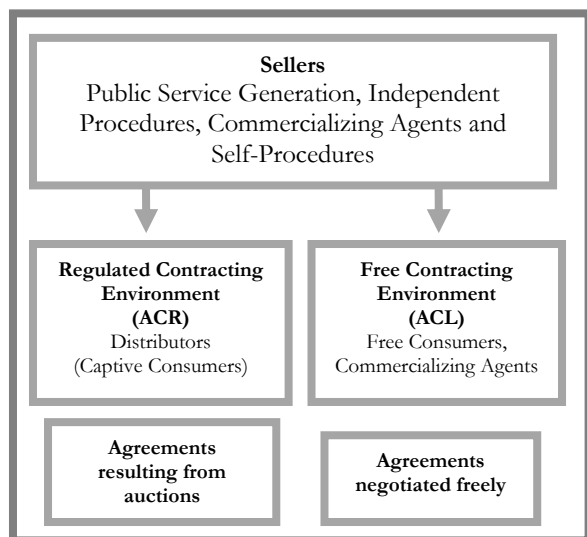 Sellers
Public Service Generation, Independent
Procedures, Commercializing Agents and
Self-Procedures
Regulated Contracting
Environment
(ACR)
Distributors
(Captive Consumers)
Free Contracting
Environment
(ACL)
Free Consumers,
Commercializing Agents
Agreements
resulting from
auctions
Agreements
negotiated freely